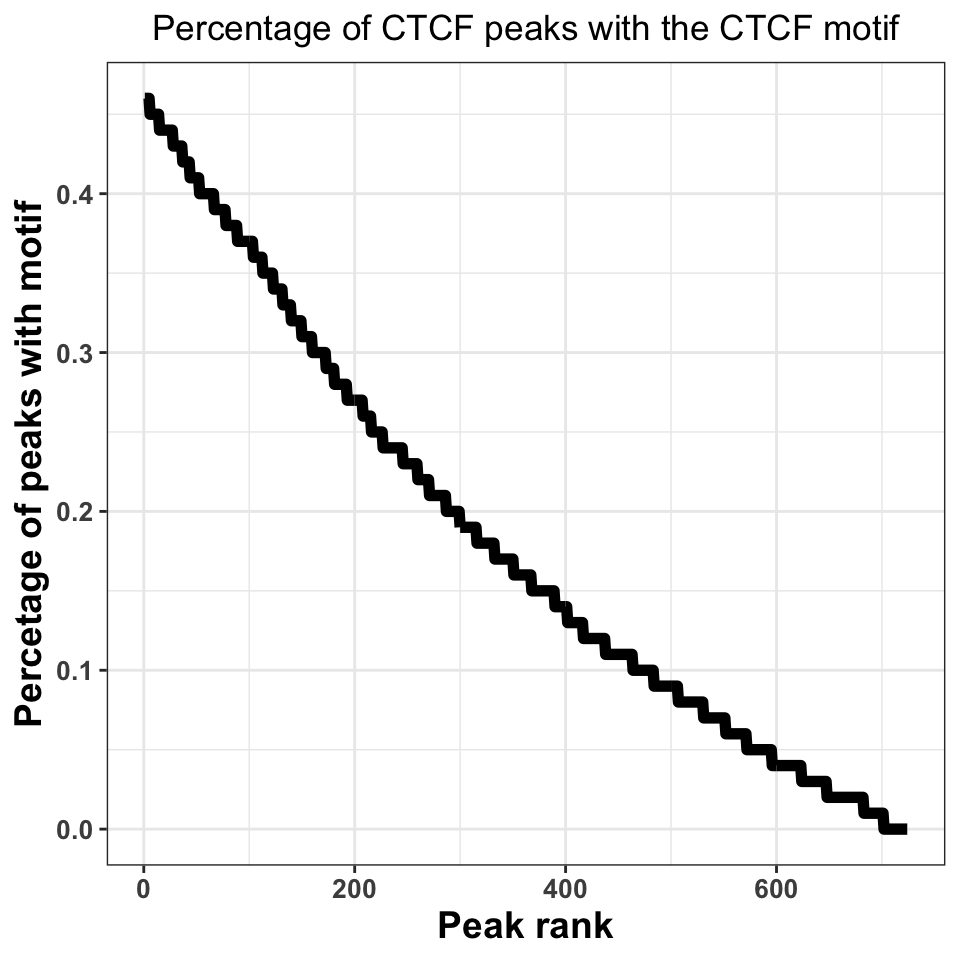 Percentage of CTCF peaks with the CTCF motif
Percetage of peaks with motif
0.4
0.3
0.2
0.1
0.0
0 200 400 600
Peak rank